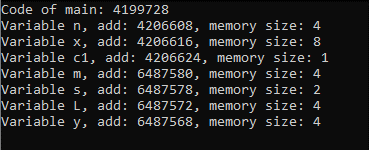 Code of main: 4199728
Variable n, add: 4206608, memory size: 4
Variable x, add: 4206616, memory size: 8
Variable c1, add: 4206624, memory size: 1
Variable m, add: 6487580, memory size: 4
Variable s, add: 6487578, memory size: 2
Variable L, add: 6487572, memory size: 4
Variable y, add: 6487568, memory size: 4